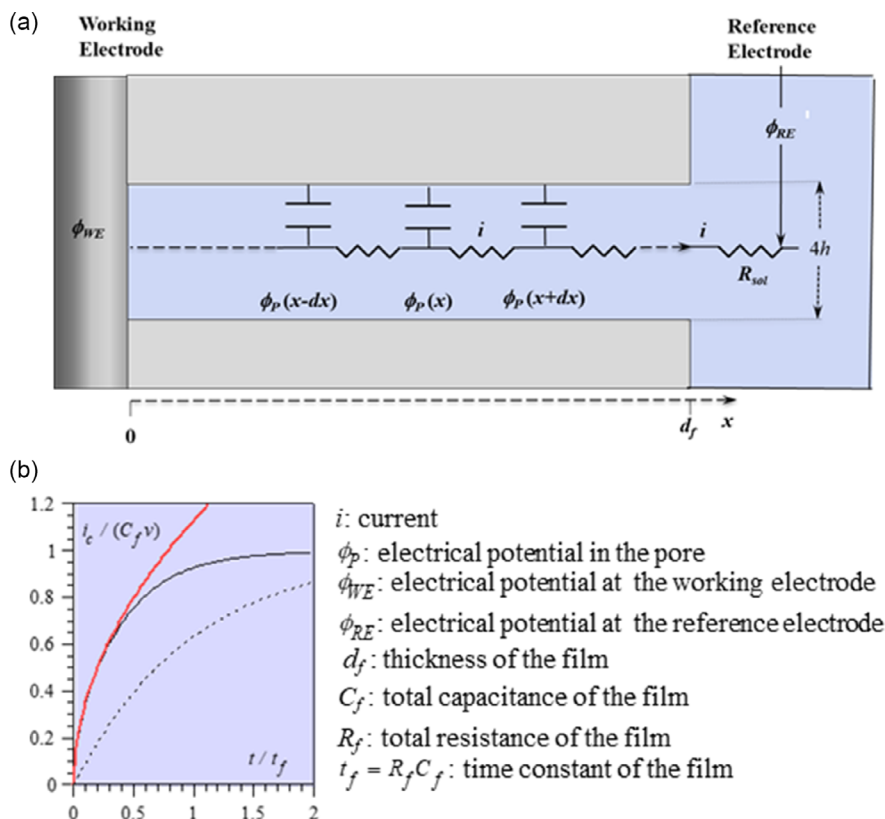 (a)
Working
Electrode
Reference
Electrode
ϕRE
ϕWE
i
i
4h
Rsol
ϕP(x-dx)
ϕP(x)
ϕP(x+dx)
0
df
x
(b)
1.2
1
0.8
0.6
0.4
0.2
0
ic / (Cf v)
t / tf
0
0.5
1
1.5
2
i: current
ϕP: electrical potential in the pore
ϕWE: electrical potential at the working electrode
ϕRE: electrical potential at the reference electrode
df: thickness of the film
Cf: total capacitance of the film
Rf: total resistance of the film
tf = RfCf: time constant of the film